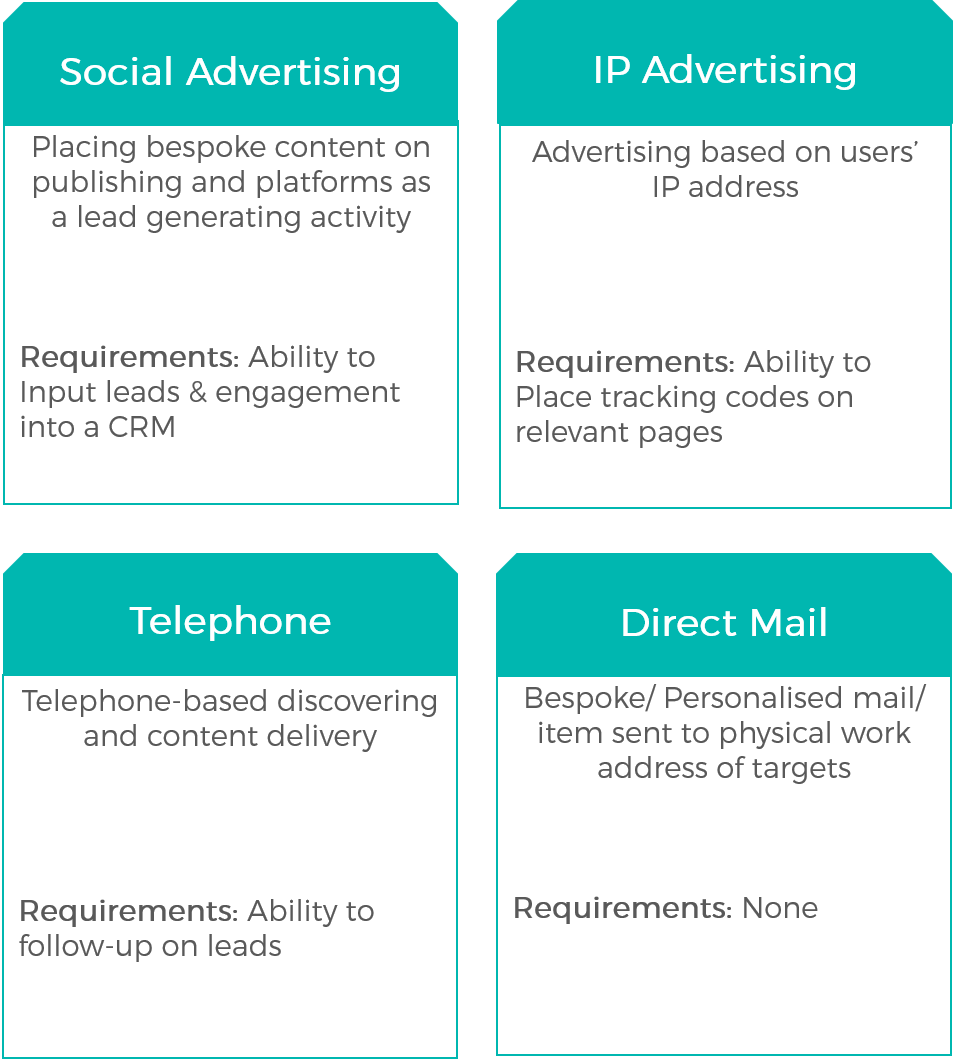 Social Advertising
Placing bespoke content on
publishing and platforms as
a lead generating activity
Requirements: Ability to
Input leads & engagement
into a CRM
IP Advertising
Advertising based on users’
IP address
Requirements: Ability to
Place tracking codes on
relevant pages
Telephone
Telephone-based discovering
and content delivery
Requirements: Ability to
follow-up on leads
Direct Mail
Bespoke/ Personalised mail/
item sent to physical work
address of targets
Requirements: None